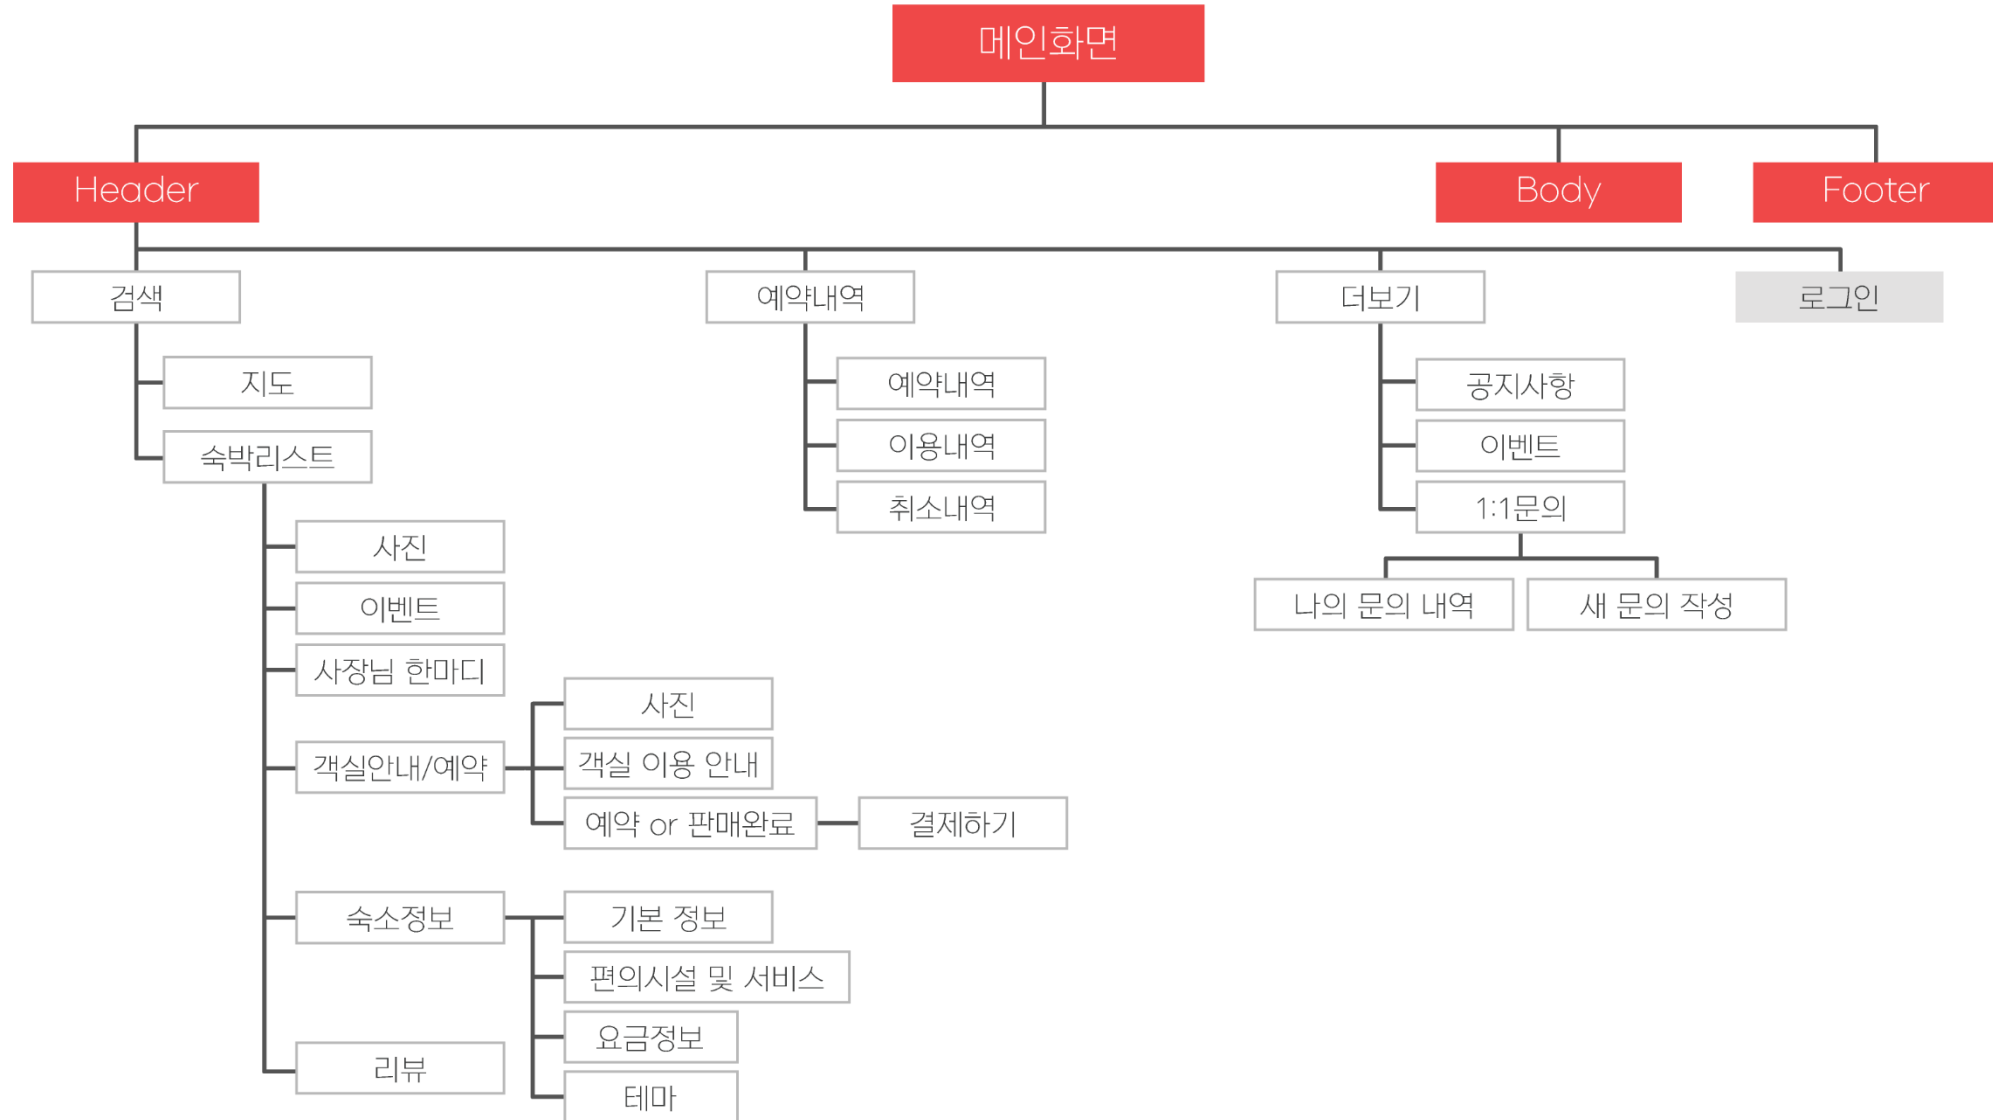 메인화면
Header
Body
Footer
검색
예약내역
더보기
로그인
지도
숙박리스트
예약내역
이용내역
취소내역
공지사항
이벤트
1:1문의
나의 문의 내역
새 문의 작성
사진
이벤트
사장님 한마디
객실안내/예약
사진
객실 이용 안내
예약 or 판매완료
결제하기
숙소정보
기본 정보
편의시설 및 서비스
요금정보
테마
리뷰